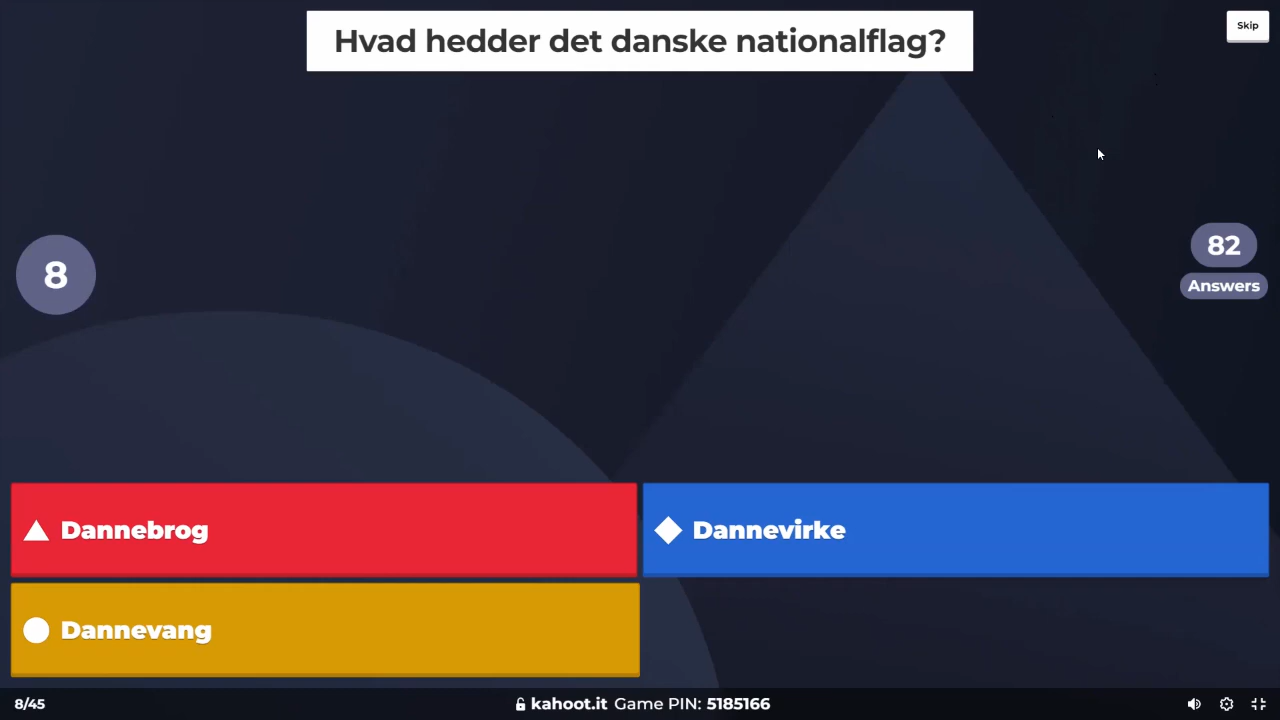 Hvad hedder det danske nationalflag?
Skip
8
82
Answers
Dannebrog
Dannevirke
Dannevang
8/45
kahoot.it Game PIN: 5185166